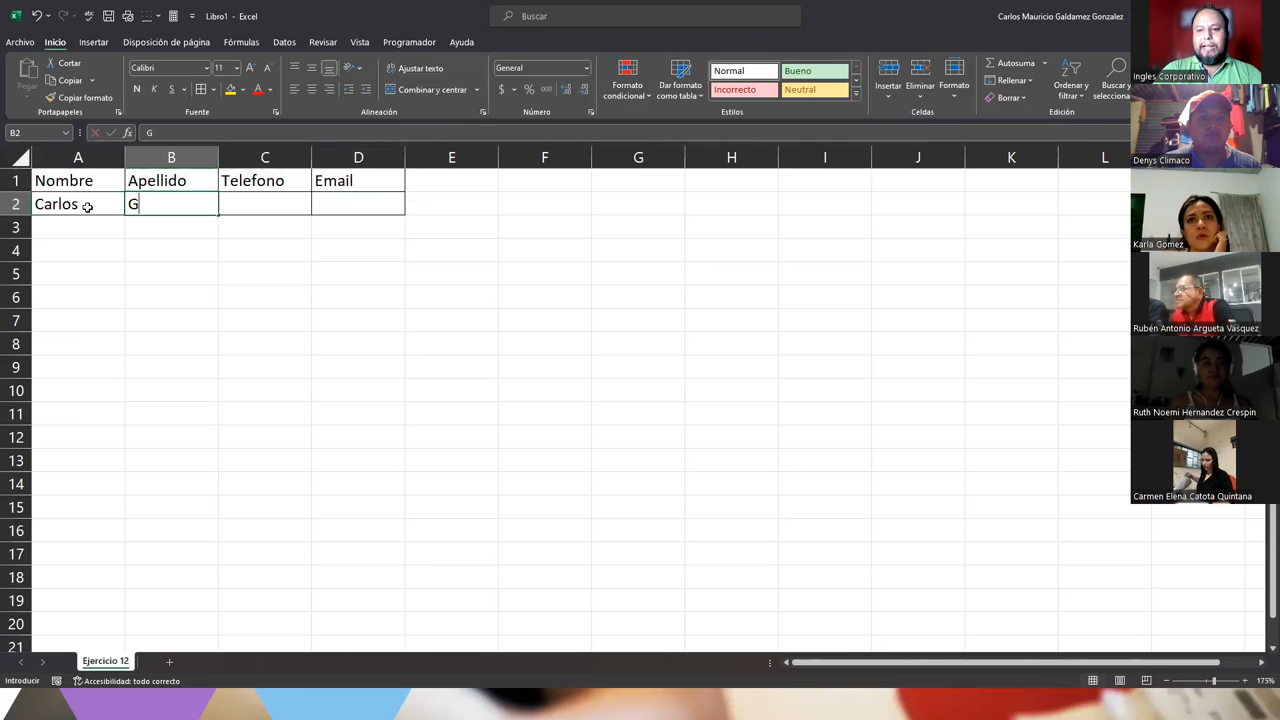 Libro1 - Excel
Buscar
Carlos Mauricio Galdamez Gonzalez
Archivo Inicio Insertar Disposición de página Fórmulas Datos Revisar Vista Programador Ayuda
Pegar
Cortar
Copiar
Copiar formato
Portapapeles
Calibri 11
N K S
Fuente
Ajustar texto
Combinar y centrar
Alineación
General
$ % 000
Número
Formato condicional
Dar formato como tabla
Normal Bueno
Incorrecto Neutral
Estilos
Insertar Eliminar Formato
Celdas
Autosuma
Rellenar
Borrar
Ordenar y filtrar
Buscar y selecciona
Edición
B2 fx G
A B C D E F G H I J K L
1 Nombre Apellido Telefono Email
2 Carlos G
3
4
5
6
7
8
9
10
11
12
13
14
15
16
17
18
19
20
21
Ejercicio 12
Introducir Accesibilidad: todo correcto 175%
Ingles Corporativo
Denys Climaco
Karla Gomez
Rubén Antonio Argueta Vasquez
Ruth Noemi Hernandez Crespin
Carmen Elena Catota Quintana